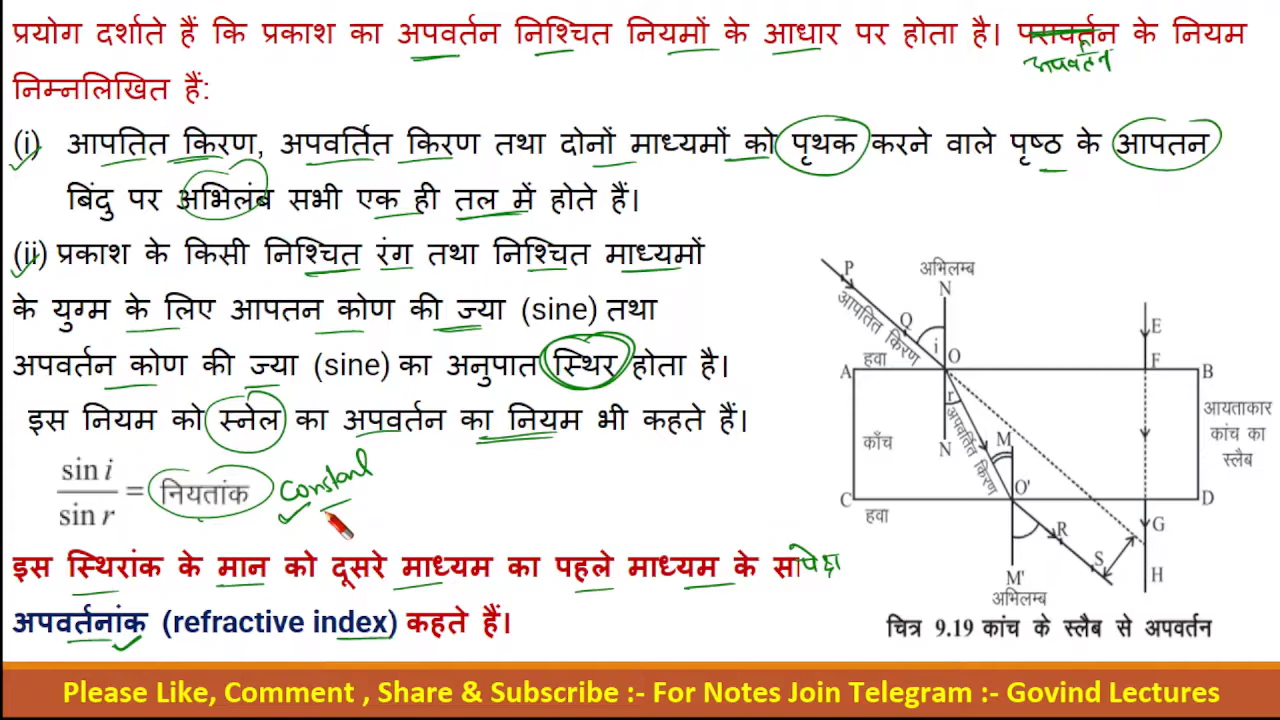 प्रयोग दर्शाते हैं कि प्रकाश का अपवर्तन निश्चित नियमों के आधार पर होता है। परावर्तन के नियम
अपवर्तन
निम्नलिखित हैं:
(i) आपतित किरण, अपवर्तित किरण तथा दोनों माध्यमों को पृथक करने वाले पृष्ठ के आपतन
बिंदु पर अभिलंब सभी एक ही तल में होते हैं।
(ii) प्रकाश के किसी निश्चित रंग तथा निश्चित माध्यमों
के युग्म के लिए आपतन कोण की ज्या (sine) तथा
अपवर्तन कोण की ज्या (sine) का अनुपात स्थिर होता है।
इस नियम को स्नेल का अपवर्तन का नियम भी कहते हैं।
sin i
sin r
= नियतांक
Constant
इस स्थिरांक के मान को दूसरे माध्यम का पहले माध्यम के सापेक्ष
अपवर्तनांक (refractive index) कहते हैं।
P
अभिलम्ब
N
आपतित किरण
Q
i
E
हवा
O
F
A
B
r
अपवर्तित किरण
आयताकार
कांच का
स्लैब
काँच
N
M
C
O'
D
हवा
R
G
S
H
M'
अभिलम्ब
चित्र 9.19 कांच के स्लैब से अपवर्तन
Please Like, Comment , Share & Subscribe :- For Notes Join Telegram :- Govind Lectures